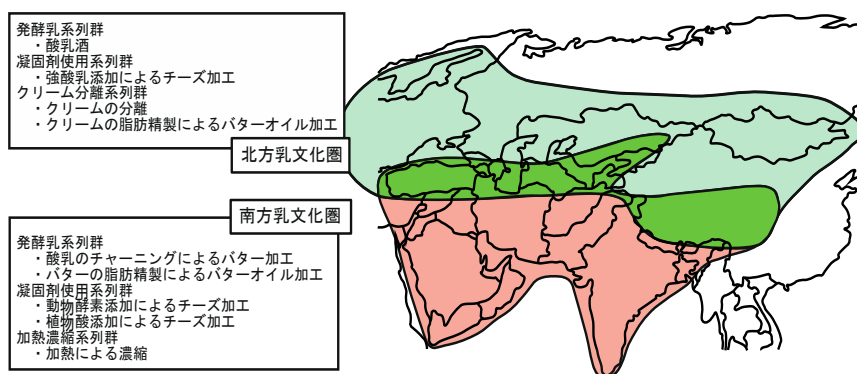 発酵乳系列群
・酸乳酒
凝固剤使用系列群
・強酸乳添加によるチーズ加工
クリーム分離系列群
・クリームの分離
・クリームの脂肪精製によるバターオイル加工
北方乳文化圏
南方乳文化圏
発酵乳系列群
・酸乳のチャーニングによるバター加工
・バターの脂肪精製によるバターオイル加工
凝固剤使用系列群
・動物酵素添加によるチーズ加工
・植物酸添加によるチーズ加工
加熱濃縮系列群
・加熱による濃縮